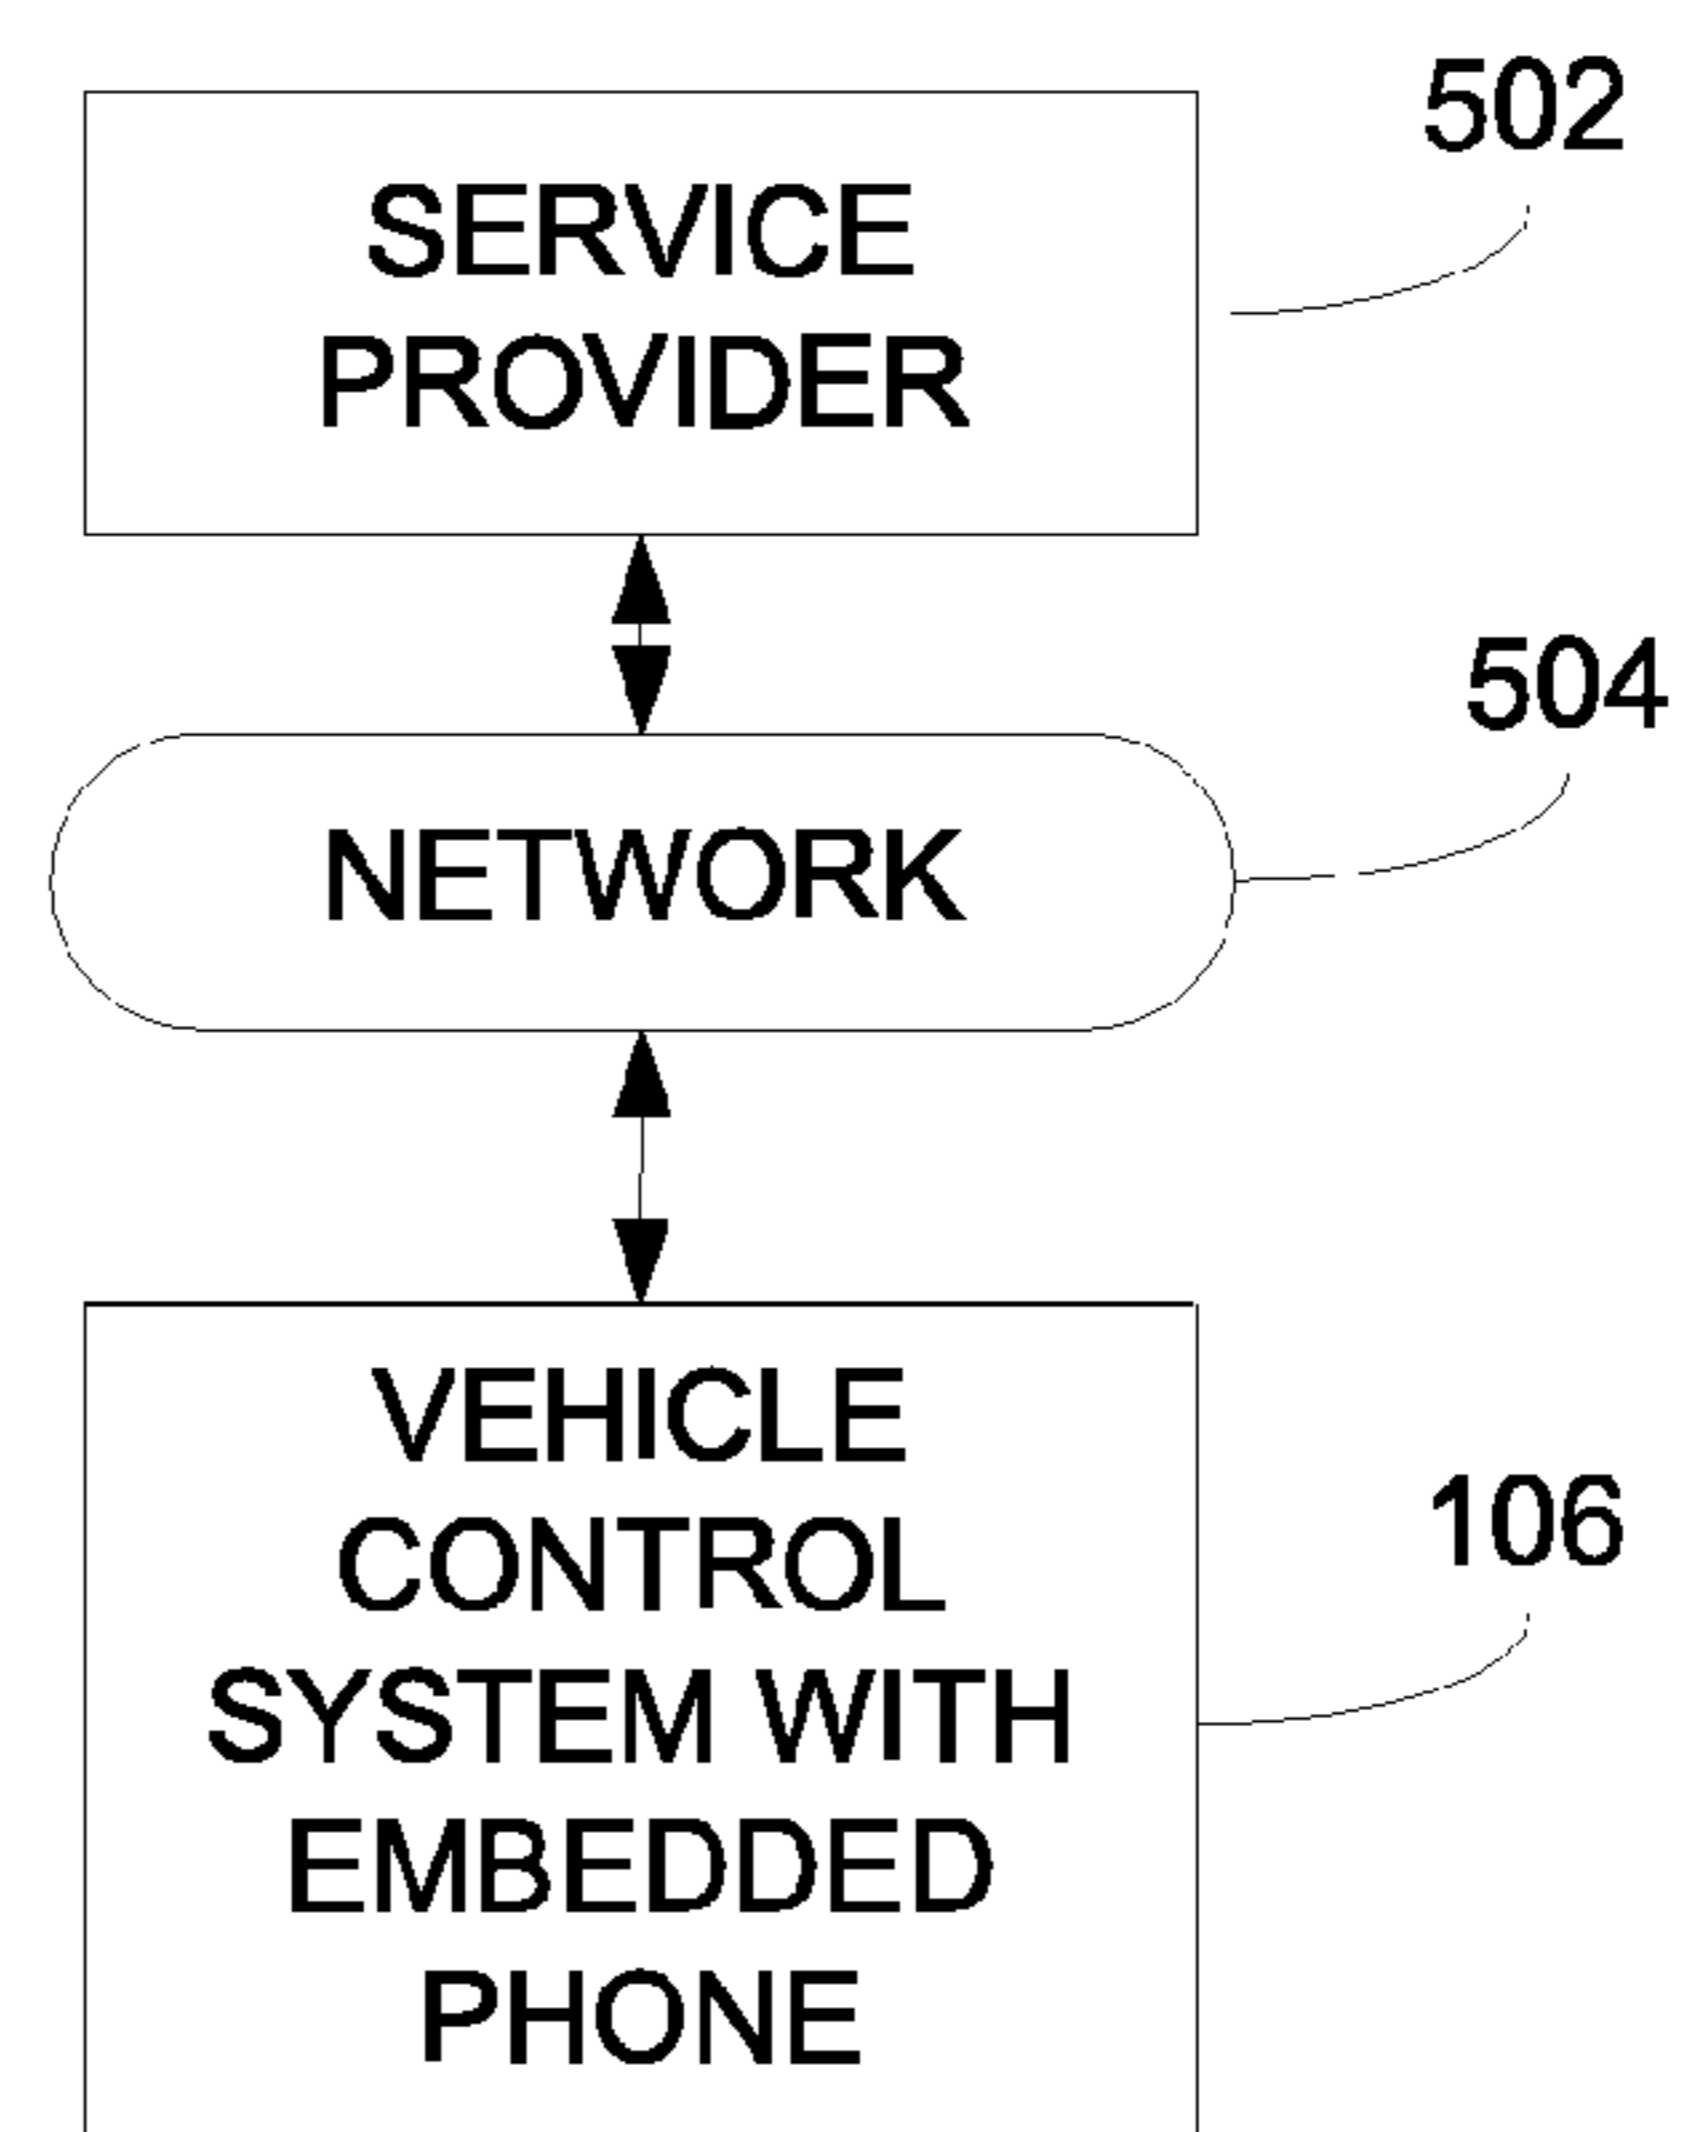 502
SERVICE
PROVIDER
504
NETWORK
VEHICLE
CONTROL
106
SYSTEM WITH
EMBEDDED
PHONE